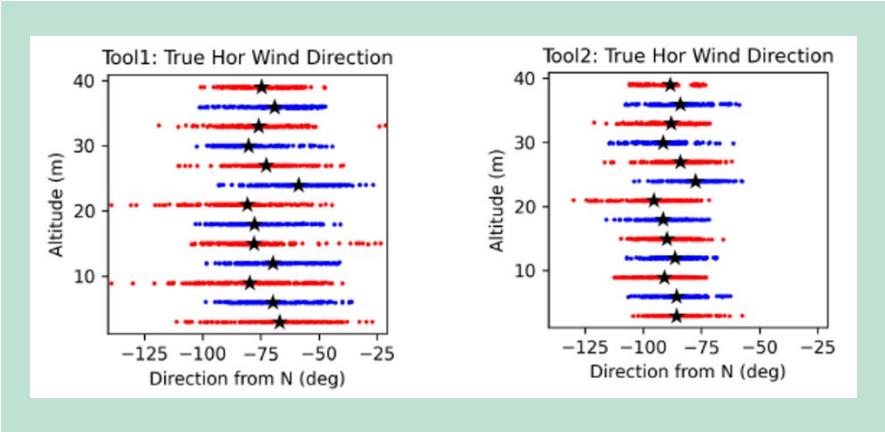 Tool1: True Hor Wind Direction
40
30
20
10
Altitude (m)
−125 −100 −75 −50 −25
Direction from N (deg)
Tool2: True Hor Wind Direction
40
30
20
10
Altitude (m)
−125 −100 −75 −50 −25
Direction from N (deg)